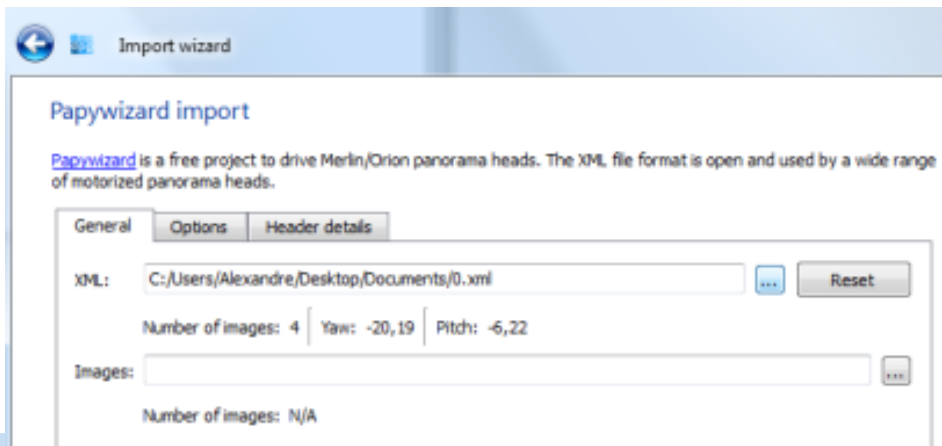 Import wizard
Papywizard import
Papywizard is a free project to drive Merlin/Orion panorama heads. The XML file format is open and used by a wide range
of motorized panorama heads.
General Options Header details
XML: C:/Users/Alexandre/Desktop/Documents/0.xml ... Reset
Number of images: 4 Yaw: -20,19 Pitch: -6,22
Images: ...
Number of images: N/A